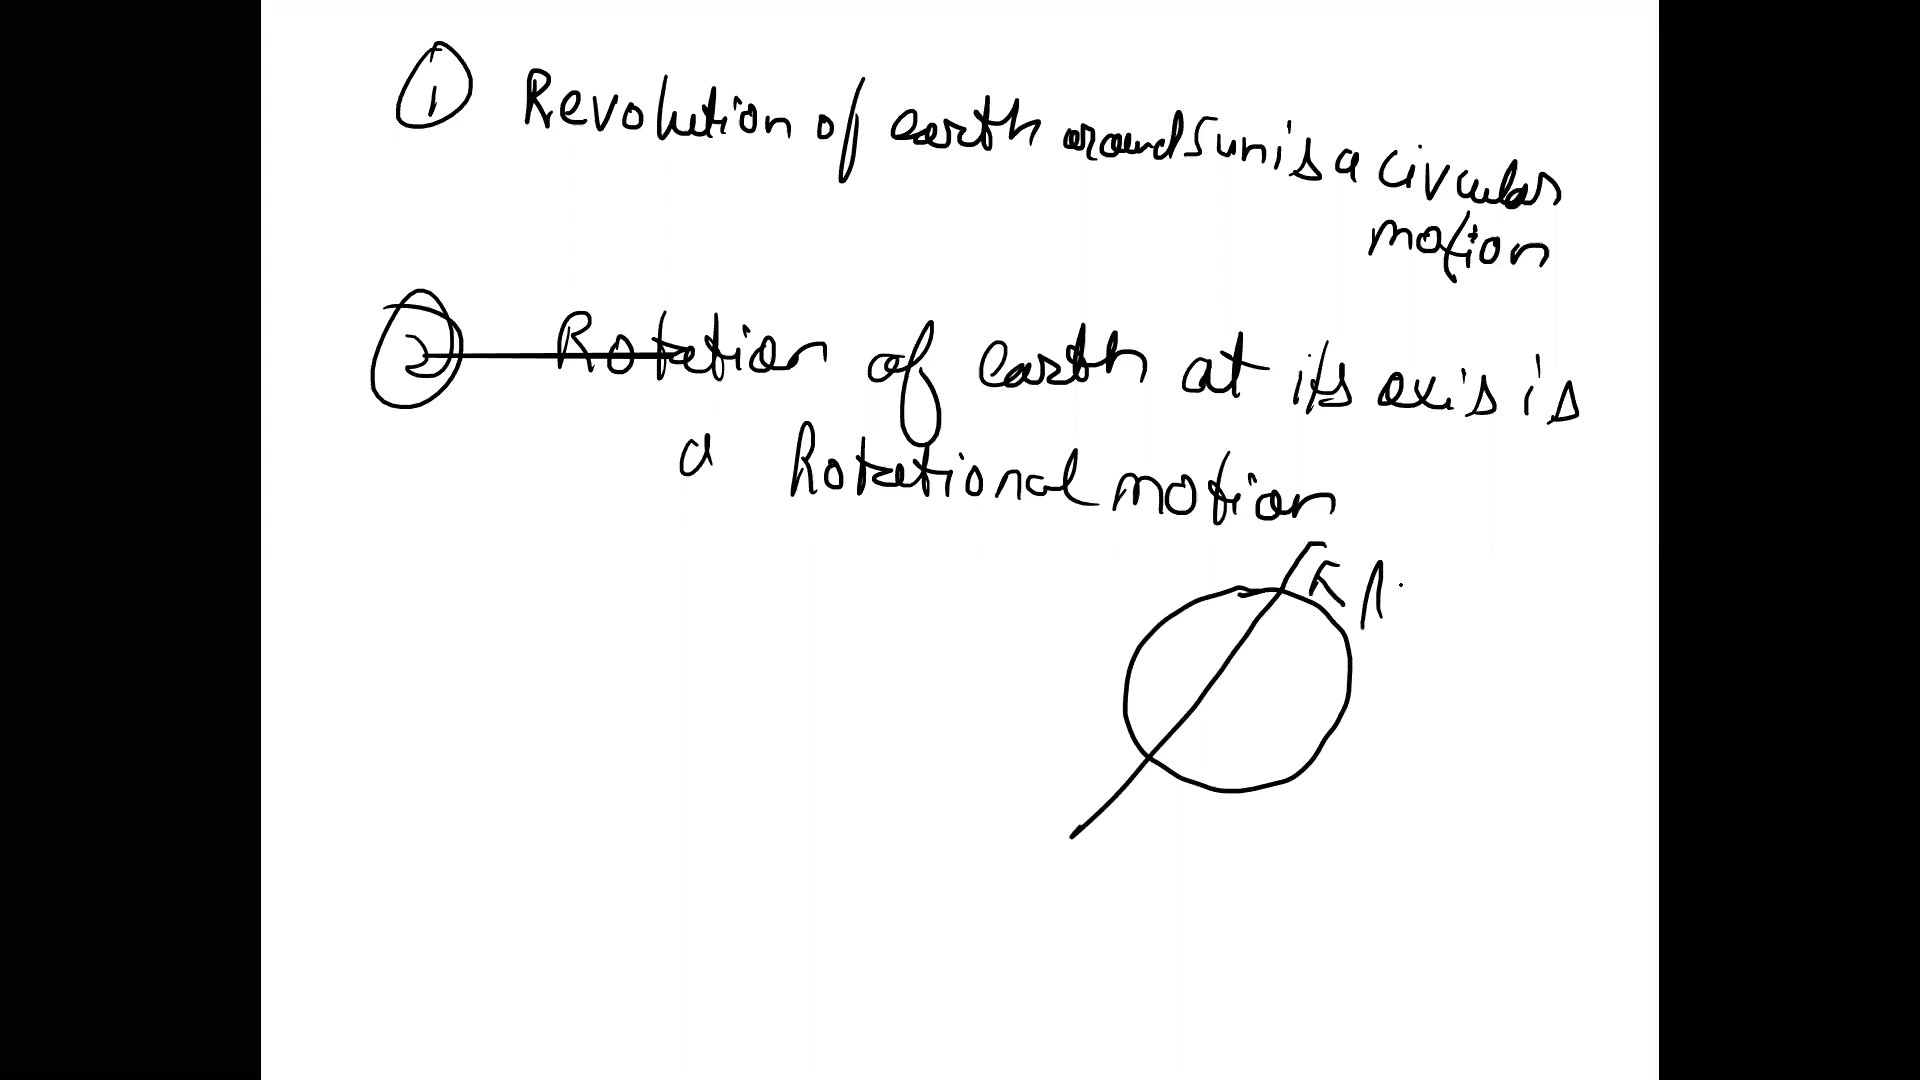 ① Revolution of earth around Sun is a circular
motion
② Rotation of earth at its axis is
a Rotational motion